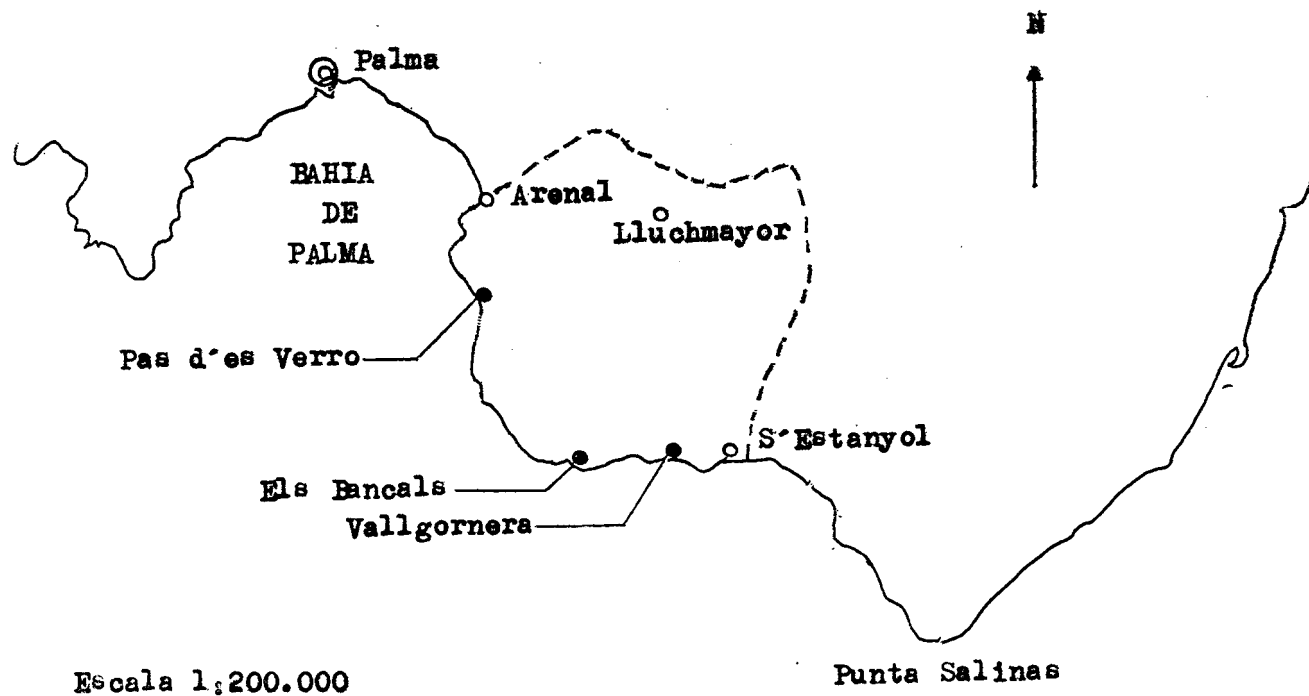 N
Palma
BAHIA
DE
PALMA
Arenal
Lluchmayor
Pas d´es Verro
S´Estanyol
Els Bancals
Vallgornera
Punta Salinas
Escala 1:200.000